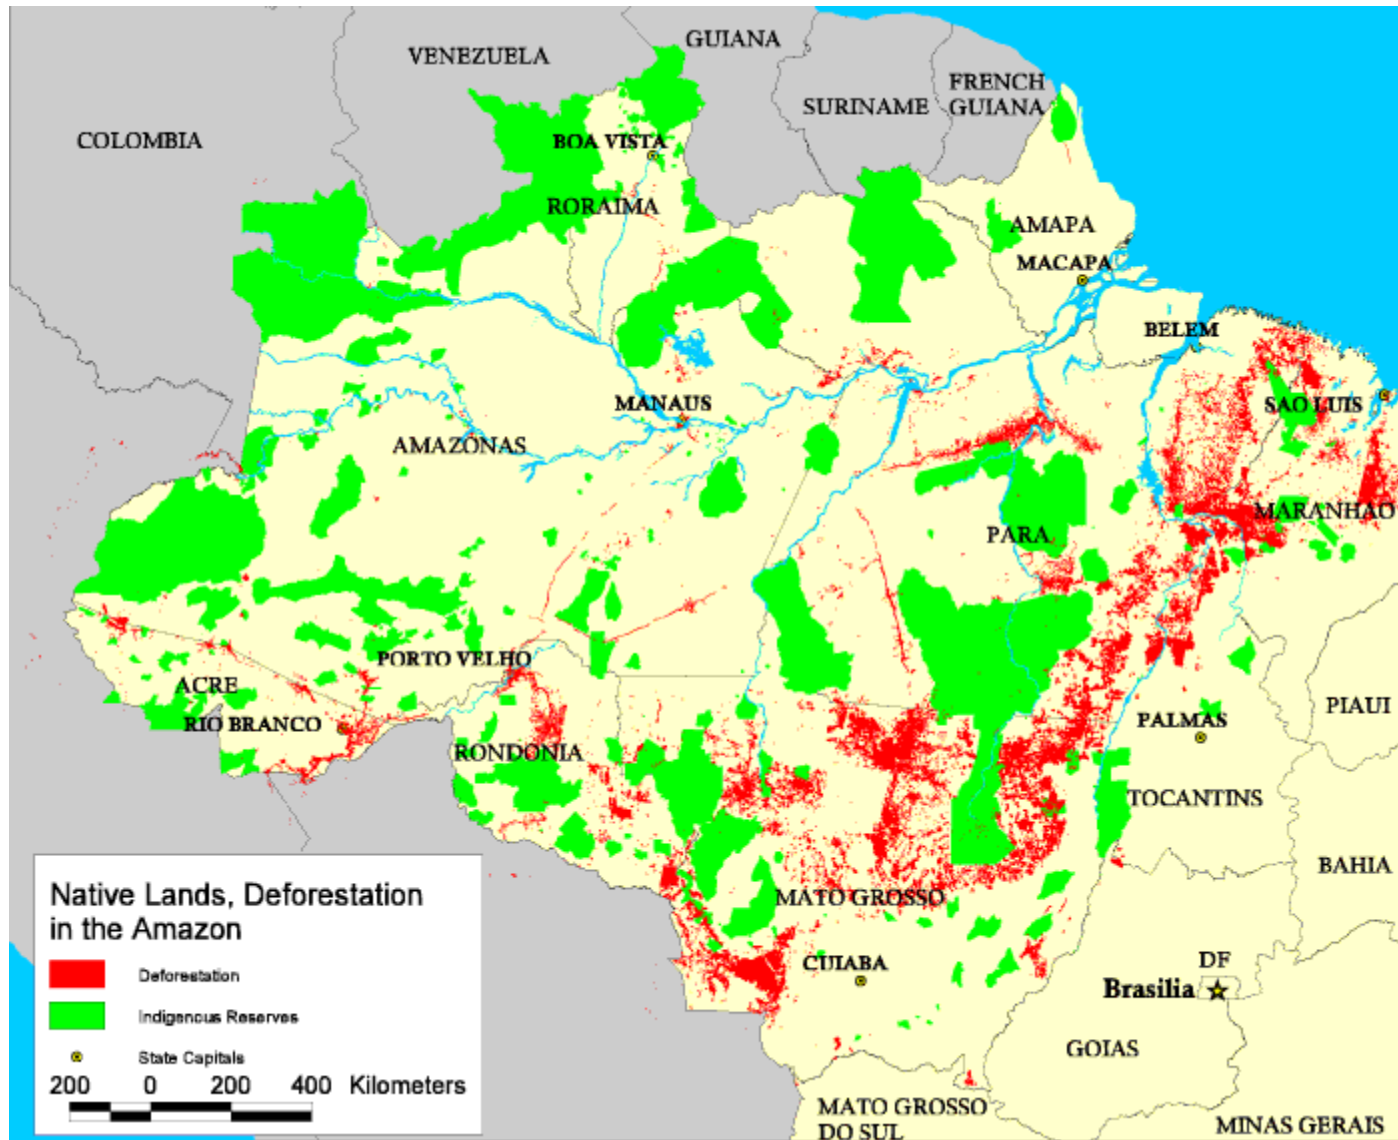 VENEZUELA
GUIANA
SURINAME
FRENCH
GUIANA
COLOMBIA
BOA VISTA
RORAIMA
AMAPA
MACAPA
BELEM
MANAUS
SAO LUIS
AMAZONAS
MARANHAO
PARA
PORTO VELHO
ACRE
RIO BRANCO
RONDONIA
PALMAS
PIAUI
TOCANTINS
BAHIA
MATO GROSSO
CUIABA
DF
Brasilia
GOIAS
MATO GROSSO
DO SUL
MINAS GERAIS
Native Lands, Deforestation
in the Amazon
Deforestation
Indigenous Reserves
State Capitals
200 0 200 400 Kilometers